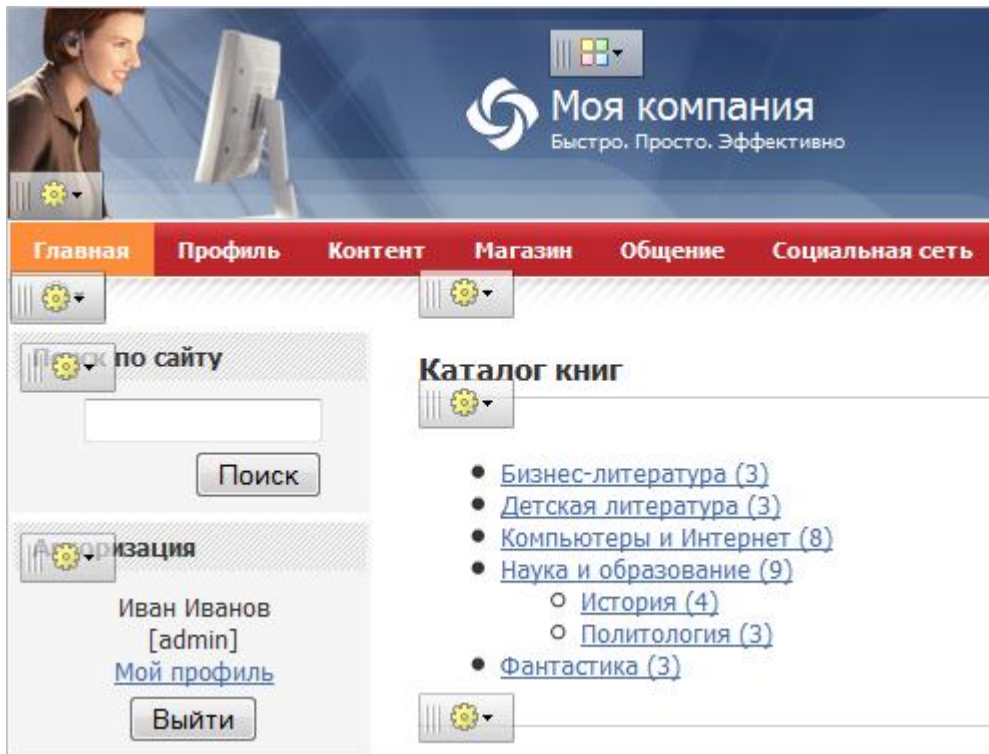 Моя компания
Быстро. Просто. Эффективно
Главная Профиль Контент Магазин Общение Социальная сеть
Поиск по сайту
Каталог книг
Поиск
Бизнес-литература (3)
Детская литература (3)
Компьютеры и Интернет (8)
Наука и образование (9)
История (4)
Политология (3)
Фантастика (3)
Авторизация
Иван Иванов
[admin]
Мой профиль
Выйти